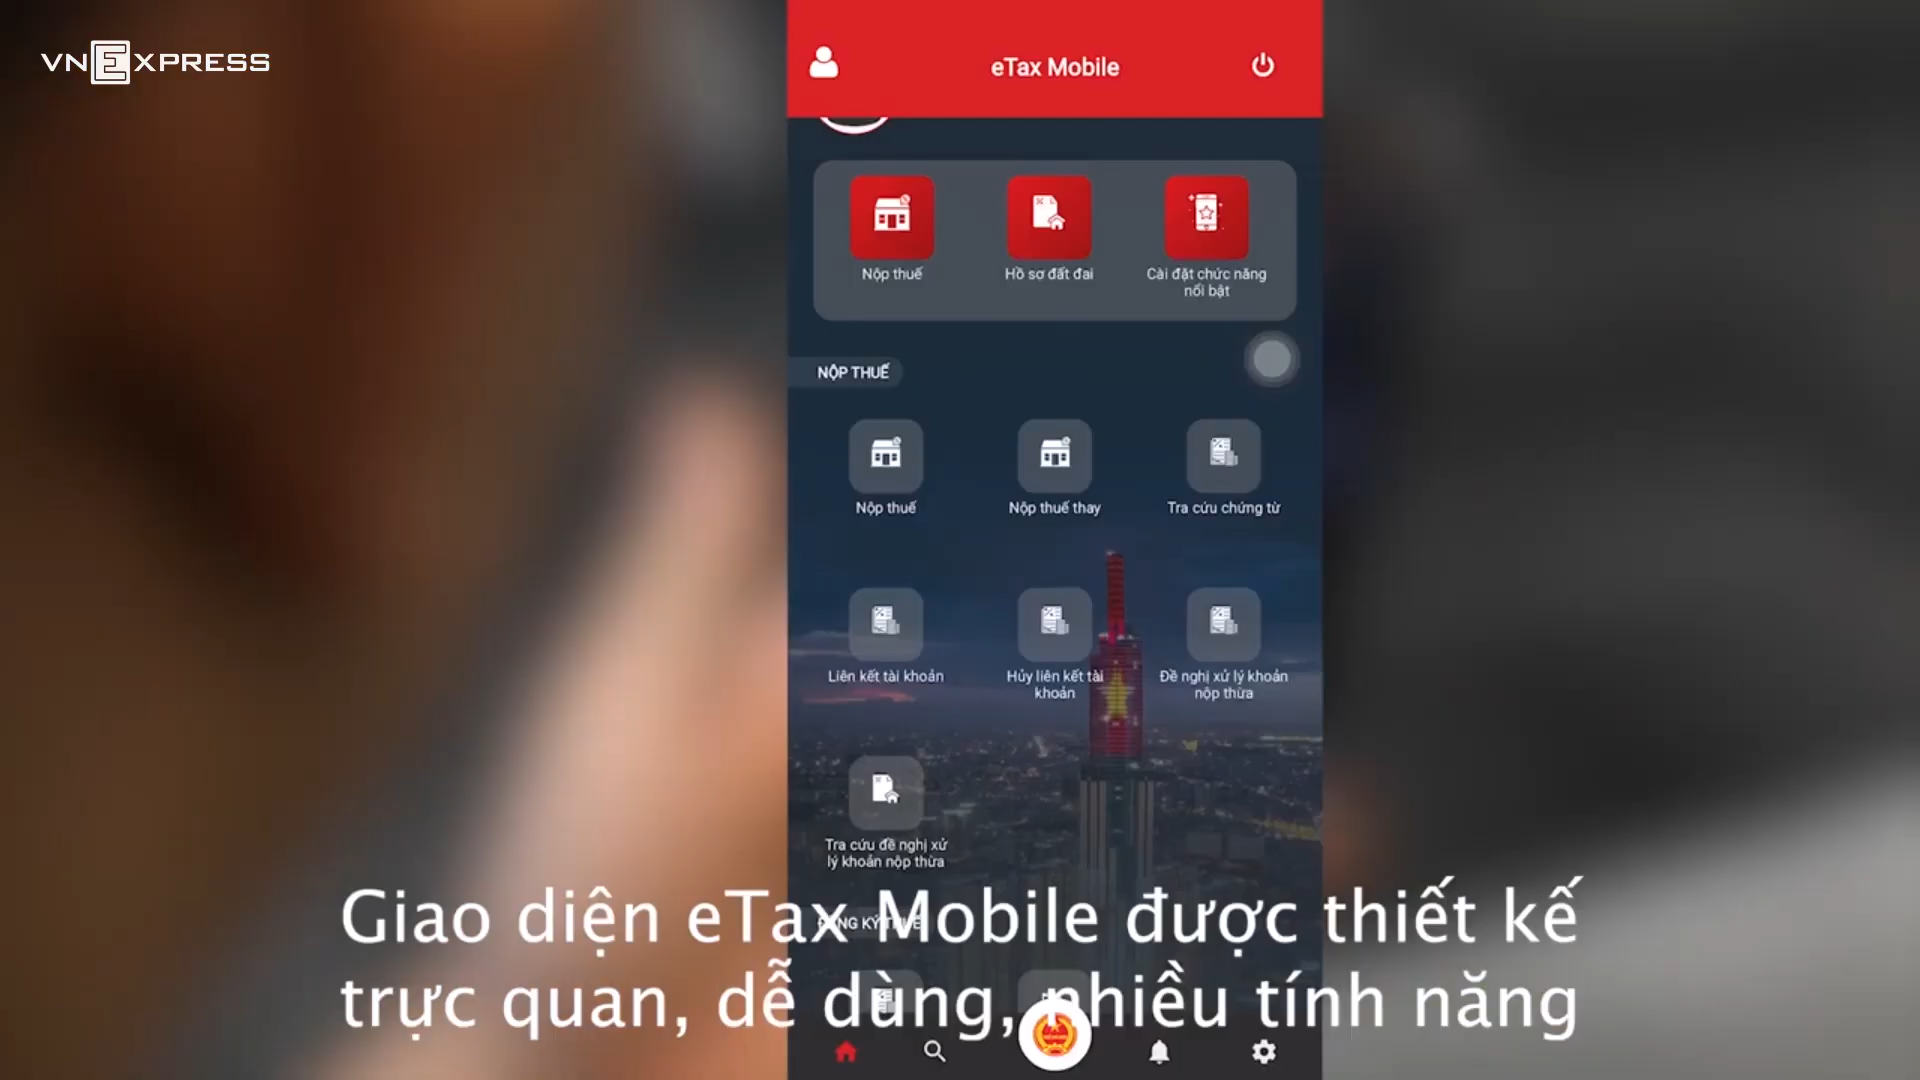 VNEXPRESS
eTax Mobile
Nộp thuế
Hồ sơ đất đai
Cài đặt chức năng
nổi bật
NỘP THUẾ
Nộp thuế
Nộp thuế thay
Tra cứu chứng từ
Liên kết tài khoản
Hủy liên kết tài
khoản
Đề nghị xử lý khoản
nộp thừa
Tra cứu đề nghị xử
lý khoản nộp thừa
Giao diện eTax Mobile được thiết kế
trực quan, dễ dùng, nhiều tính năng